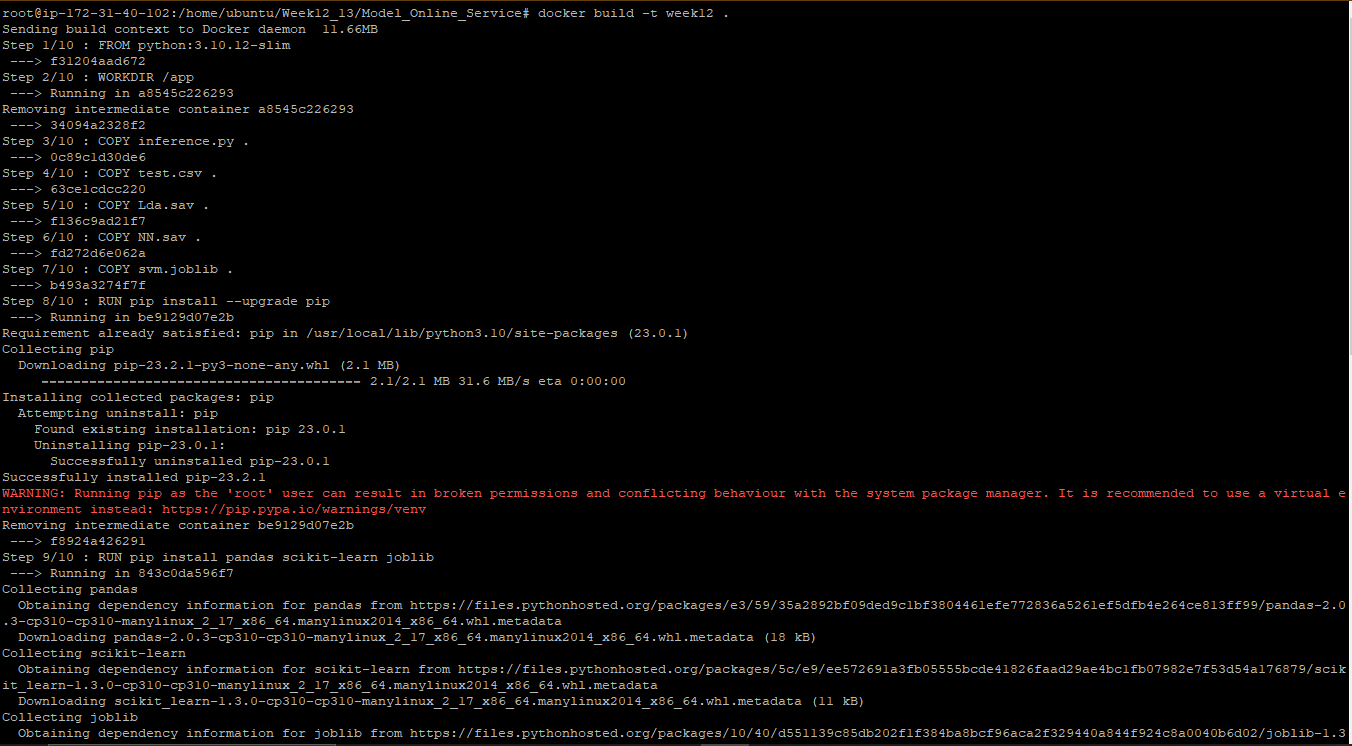 root@ip-172-31-40-102:/home/ubuntu/Week12_13/Model_Online_Service# docker build -t week12 .
Sending build context to Docker daemon  11.66MB
Step 1/10 : FROM python:3.10.12-slim
 ---> f31204aad672
Step 2/10 : WORKDIR /app
 ---> Running in a8545c226293
Removing intermediate container a8545c226293
 ---> 34094a2328f2
Step 3/10 : COPY inference.py .
 ---> 0c89c1d30de6
Step 4/10 : COPY test.csv .
 ---> 63ce1cdcc220
Step 5/10 : COPY Lda.sav .
 ---> f136c9ad21f7
Step 6/10 : COPY NN.sav .
 ---> fd272d6e062a
Step 7/10 : COPY svm.joblib .
 ---> b493a3274f7f
Step 8/10 : RUN pip install --upgrade pip
 ---> Running in be9129d07e2b
Requirement already satisfied: pip in /usr/local/lib/python3.10/site-packages (23.0.1)
Collecting pip
  Downloading pip-23.2.1-py3-none-any.whl (2.1 MB)
     ---------------------------------------- 2.1/2.1 MB 31.6 MB/s eta 0:00:00
Installing collected packages: pip
  Attempting uninstall: pip
    Found existing installation: pip 23.0.1
    Uninstalling pip-23.0.1:
      Successfully uninstalled pip-23.0.1
Successfully installed pip-23.2.1
WARNING: Running pip as the 'root' user can result in broken permissions and conflicting behaviour with the system package manager. It is recommended to use a virtual e
nvironment instead: https://pip.pypa.io/warnings/venv
Removing intermediate container be9129d07e2b
 ---> f8924a426291
Step 9/10 : RUN pip install pandas scikit-learn joblib
 ---> Running in 843c0da596f7
Collecting pandas
  Obtaining dependency information for pandas from https://files.pythonhosted.org/packages/e3/59/35a2892bf09ded9c1bf3804461efe772836a5261ef5dfb4e264ce813ff99/pandas-2.0
.3-cp310-cp310-manylinux_2_17_x86_64.manylinux2014_x86_64.whl.metadata
  Downloading pandas-2.0.3-cp310-cp310-manylinux_2_17_x86_64.manylinux2014_x86_64.whl.metadata (18 kB)
Collecting scikit-learn
  Obtaining dependency information for scikit-learn from https://files.pythonhosted.org/packages/5c/e9/ee572691a3fb05555bcde41826faad29ae4bc1fb07982e7f53d54a176879/scik
it_learn-1.3.0-cp310-cp310-manylinux_2_17_x86_64.manylinux2014_x86_64.whl.metadata
  Downloading scikit_learn-1.3.0-cp310-cp310-manylinux_2_17_x86_64.manylinux2014_x86_64.whl.metadata (11 kB)
Collecting joblib
  Obtaining dependency information for joblib from https://files.pythonhosted.org/packages/10/40/d551139c85db202f1f384ba8bcf96aca2f329440a844f924c8a0040b6d02/joblib-1.3